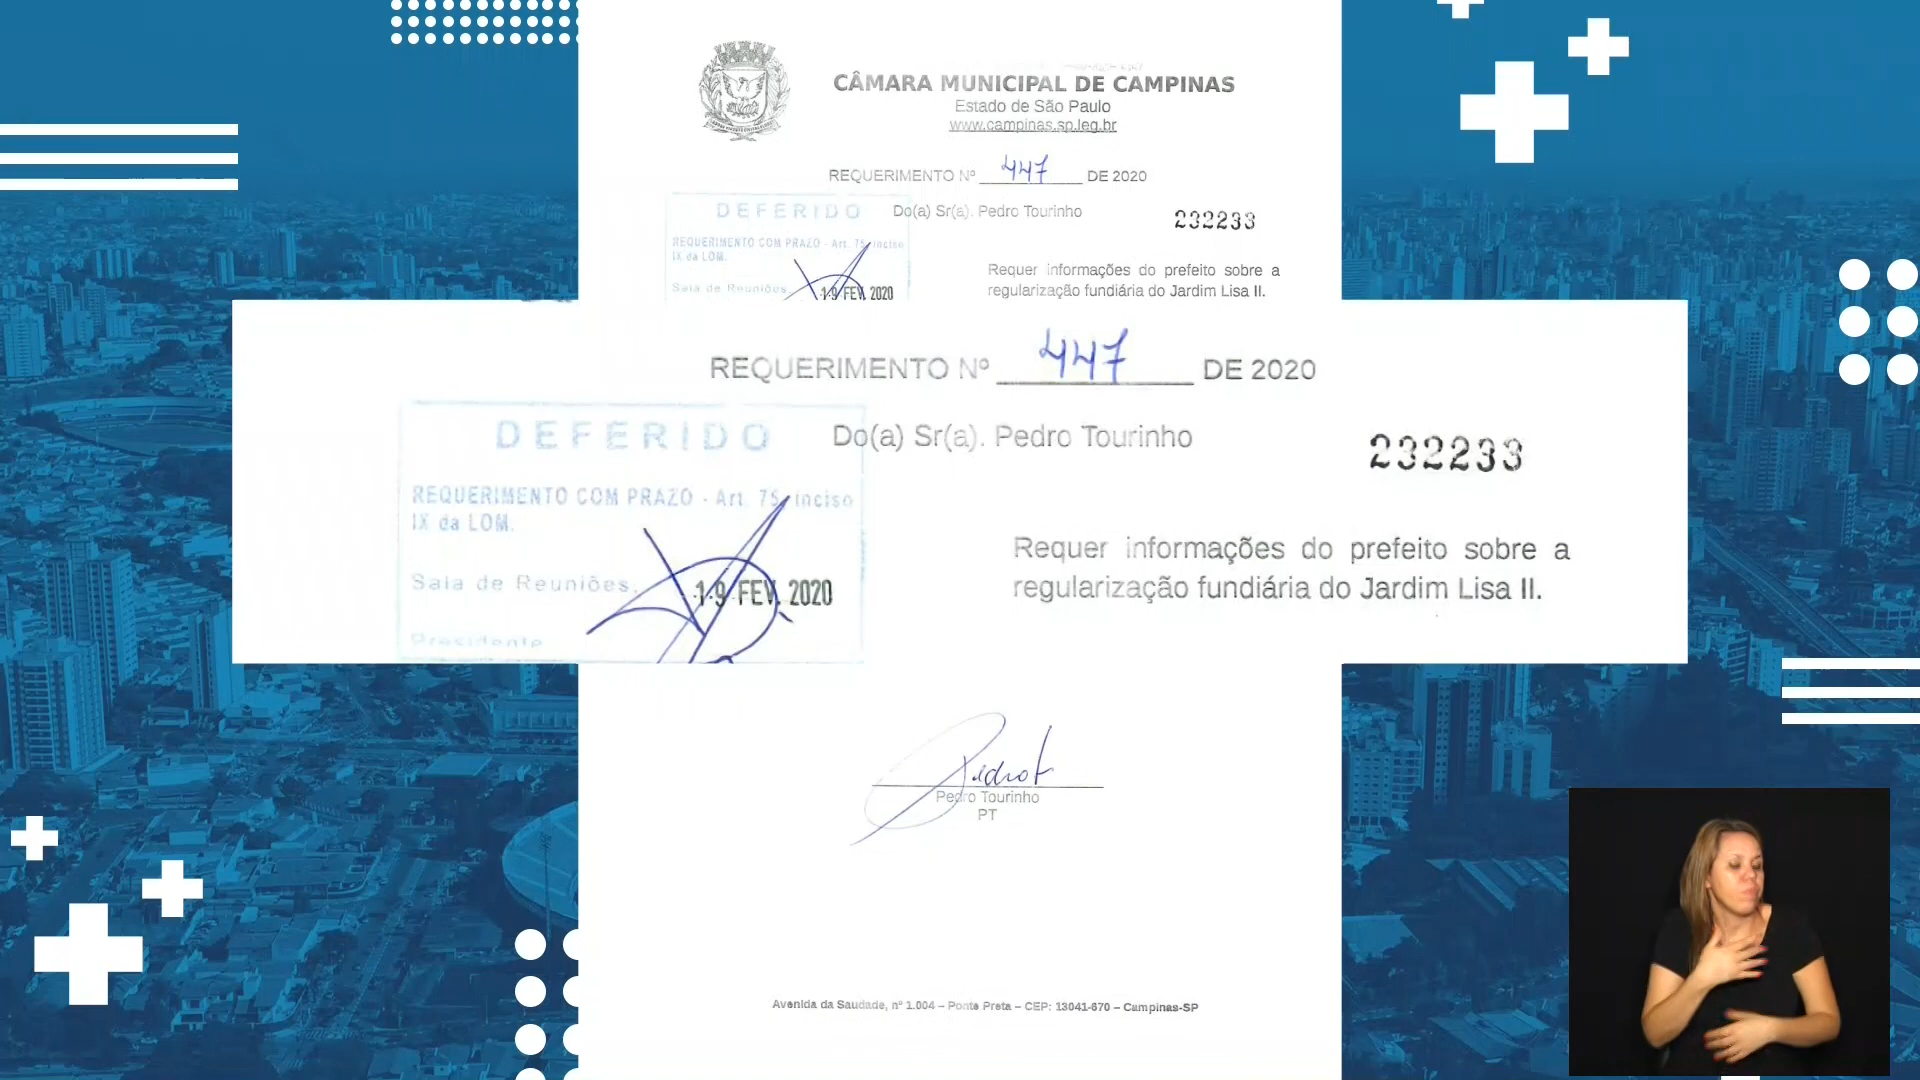 CÂMARA MUNICIPAL DE CAMPINAS
Estado de São Paulo
www.campinas.sp.leg.br
REQUERIMENTO Nº 447 DE 2020
DEFERIDO
Do(a) Sr(a). Pedro Tourinho
232233
REQUERIMENTO COM PRAZO - Art. 75, inciso
IX da LOM.
Sala de Reuniões, 19 FEV. 2020
Requer informações do prefeito sobre a
regularização fundiária do Jardim Lisa II.
REQUERIMENTO Nº 447 DE 2020
DEFERIDO
Do(a) Sr(a). Pedro Tourinho
232233
REQUERIMENTO COM PRAZO - Art. 75, inciso
IX da LOM.
Sala de Reuniões, 19 FEV. 2020
Presidente
Requer informações do prefeito sobre a
regularização fundiária do Jardim Lisa II.
Pedro T
Pedro Tourinho
PT
Avenida da Saudade, nº 1.004 – Ponte Preta – CEP: 13041-670 – Campinas-SP